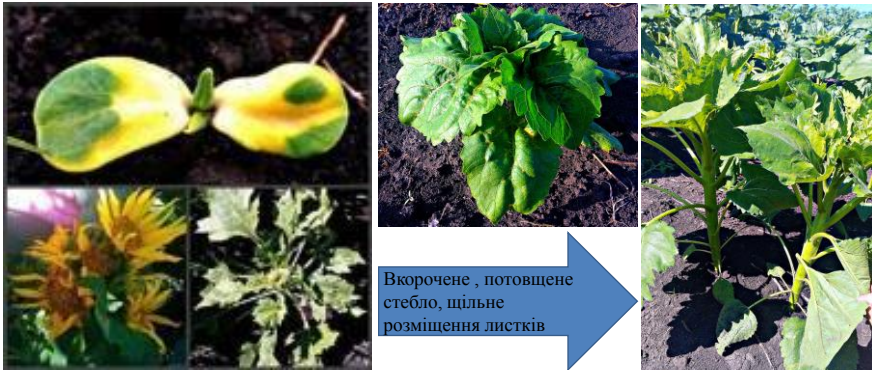 Вкорочене , потовщене
стебло, щільне
розміщення листків